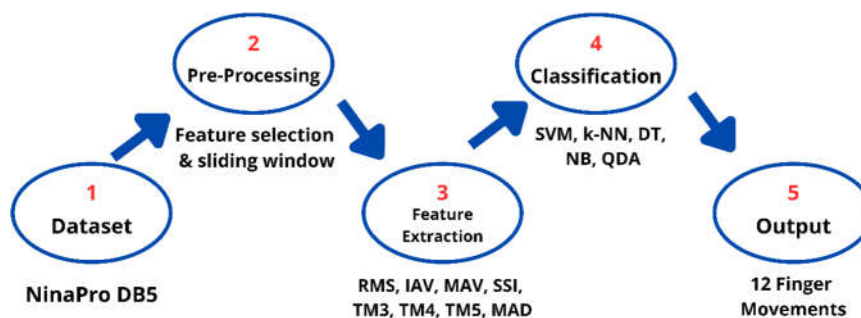 1
Dataset
NinaPro DB5
2
Pre-Processing
Feature selection
& sliding window
3
Feature
Extraction
RMS, IAV, MAV, SSI,
TM3, TM4, TM5, MAD
4
Classification
SVM, k-NN, DT,
NB, QDA
5
Output
12 Finger
Movements